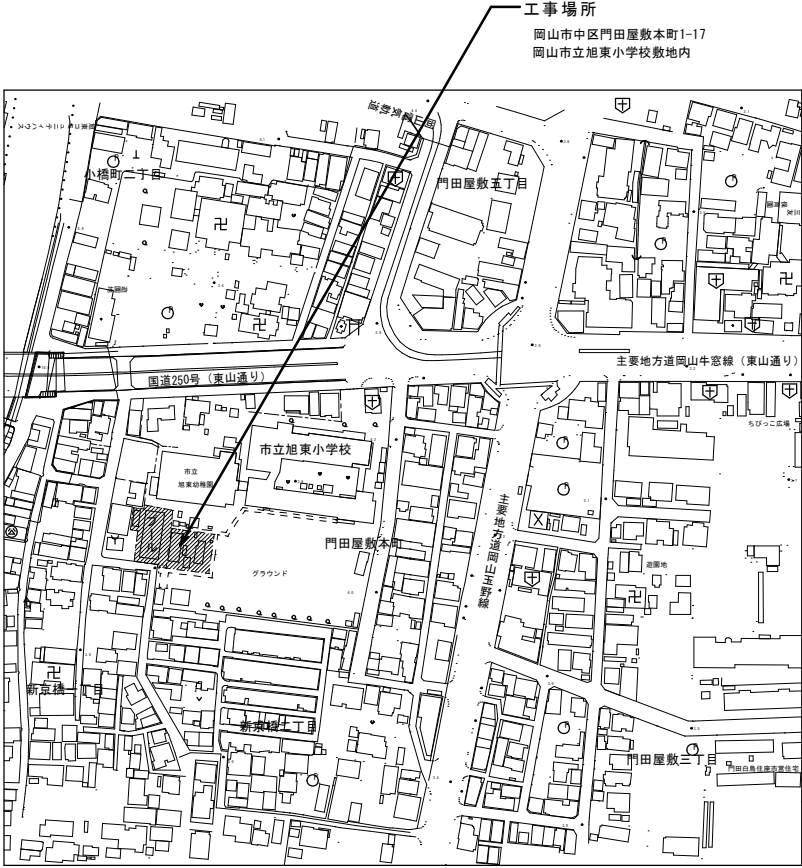 工事場所
岡山市中区門田屋敷本町1-17
岡山市立旭東小学校敷地内
小橋町二丁目
門田屋敷五丁目
遊園地
国道250号（東山通り）
主要地方道岡山牛窓線（東山通り）
ちびっこ広場
市立旭東小学校
市立
旭東幼稚園
プール
主要地方道岡山玉野線
門田屋敷本町
グラウンド
遊園地
新京橋一丁目
新京橋二丁目
門田屋敷三丁目